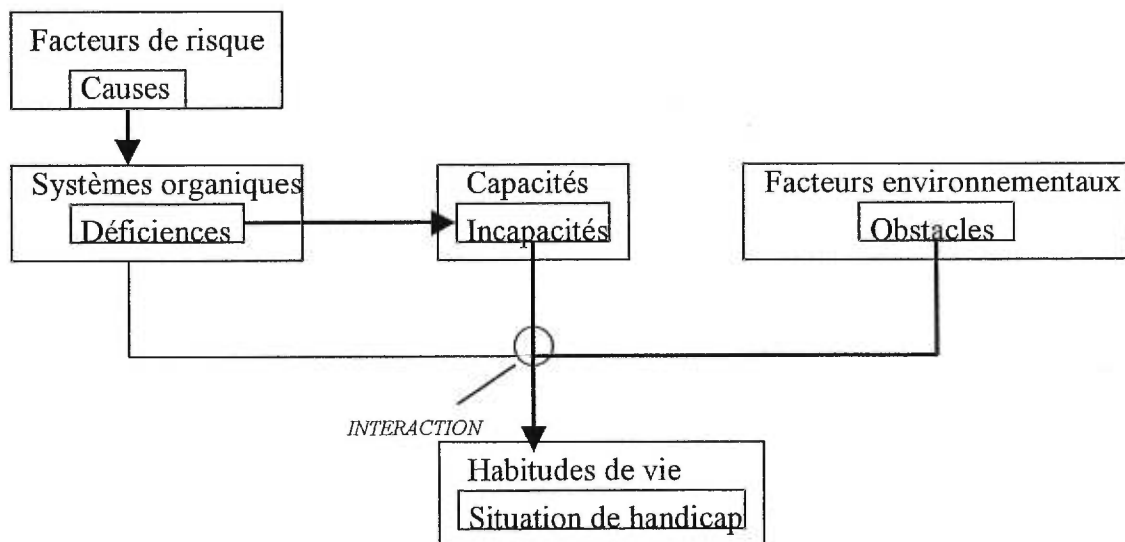 Facteurs de risque
Causes
Systèmes organiques
Déficiences
Capacités
Incapacités
Facteurs environnementaux
Obstacles
INTERACTION
Habitudes de vie
Situation de handicap